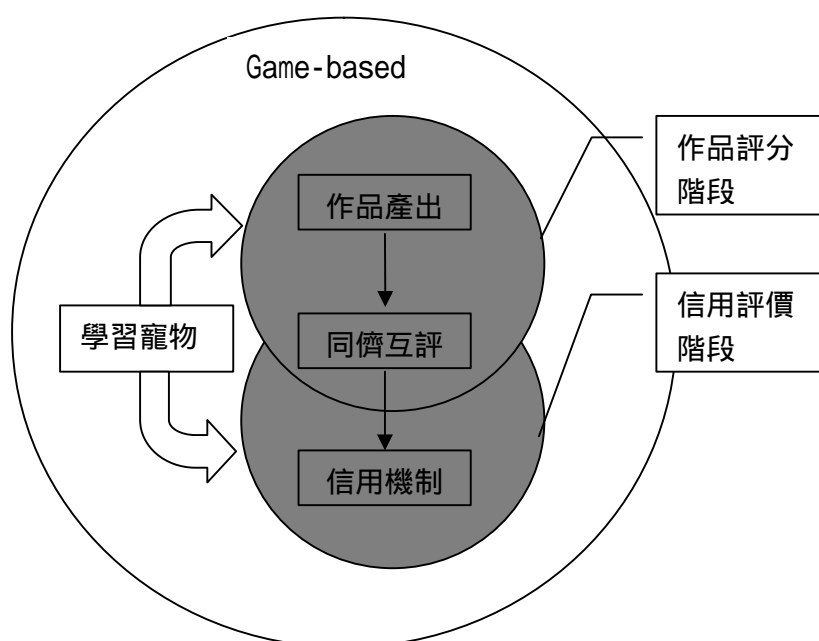 Game-based
作品評分
階段
作品產出
信用評價
階段
學習寵物
同儕互評
信用機制